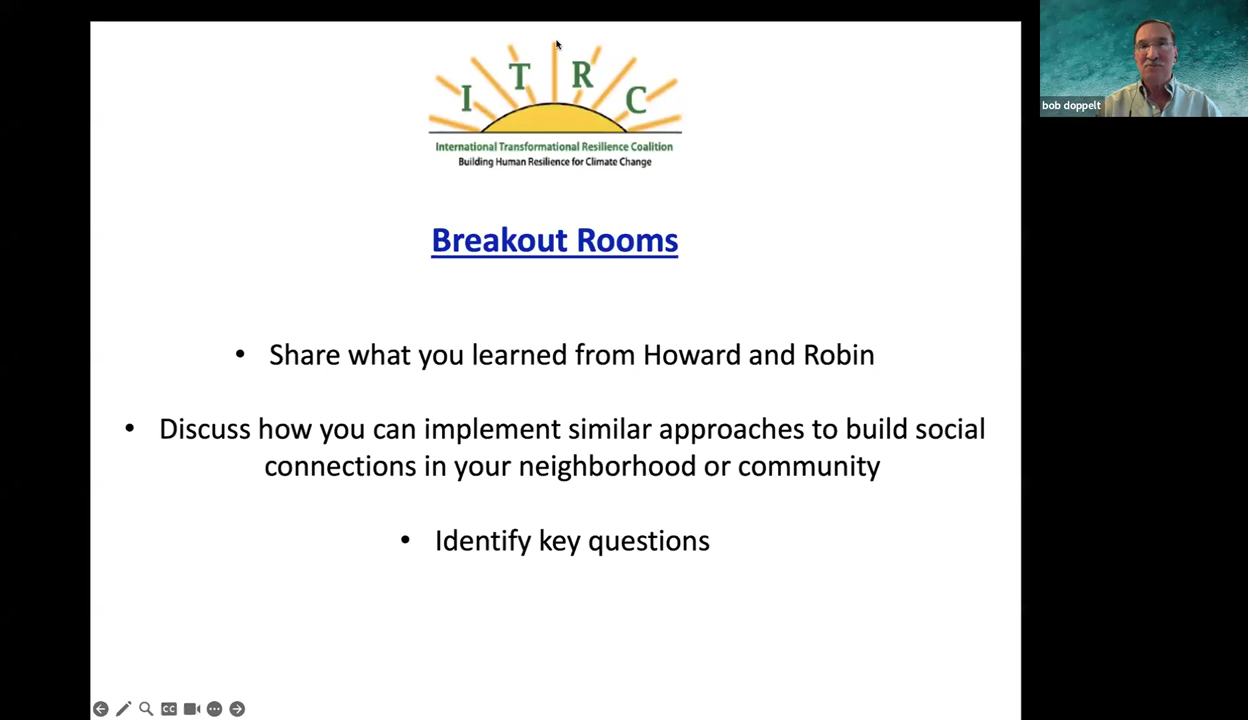 I T R C
International Transformational Resilience Coalition
Building Human Resilience for Climate Change
bob doppelt
Breakout Rooms
• Share what you learned from Howard and Robin
• Discuss how you can implement similar approaches to build social
connections in your neighborhood or community
• Identify key questions
CC